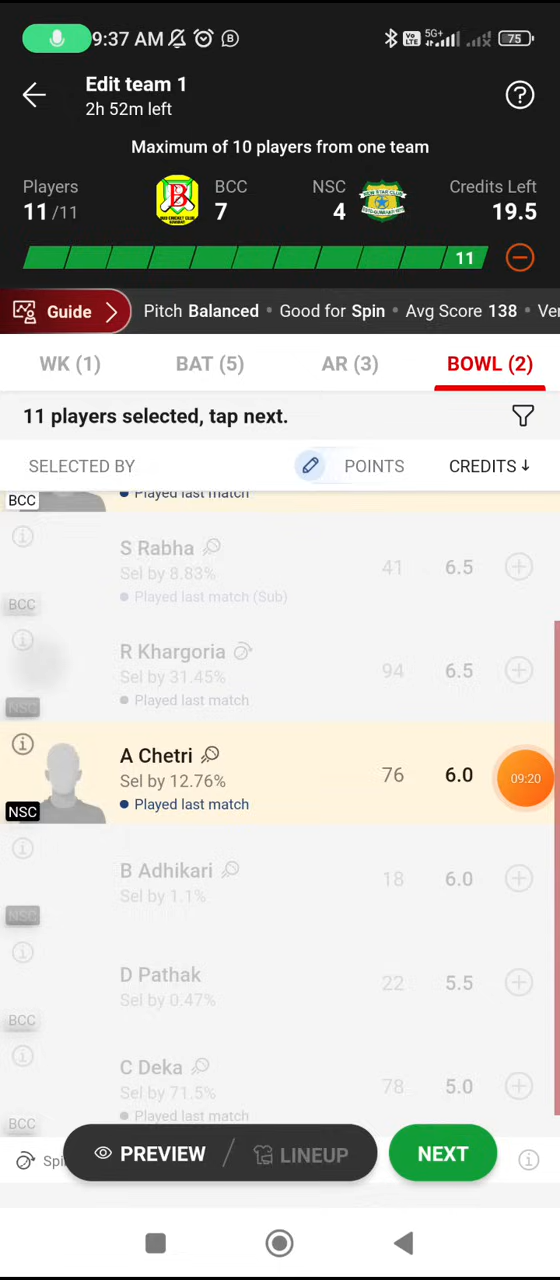 9:37 AM
Vo LTE 5G+ 75
Edit team 1
2h 52m left
Maximum of 10 players from one team
Players BCC NSC Credits Left
11/11 7 4 19.5
11
Guide Pitch Balanced • Good for Spin • Avg Score 138 • Ver
WK (1) BAT (5) AR (3) BOWL (2)
11 players selected, tap next.
SELECTED BY POINTS CREDITS ↓
BCC • Played last match
S Rabha
Sel by 8.83% 41 6.5
BCC • Played last match (Sub)
R Khargoria
Sel by 31.45% 94 6.5
NSC • Played last match
A Chetri
Sel by 12.76% 76 6.0 09:20
NSC • Played last match
B Adhikari
Sel by 1.1% 18 6.0
NSC
D Pathak
Sel by 0.47% 22 5.5
BCC
C Deka
Sel by 71.5% 78 5.0
BCC • Played last match
Spi PREVIEW / LINEUP NEXT